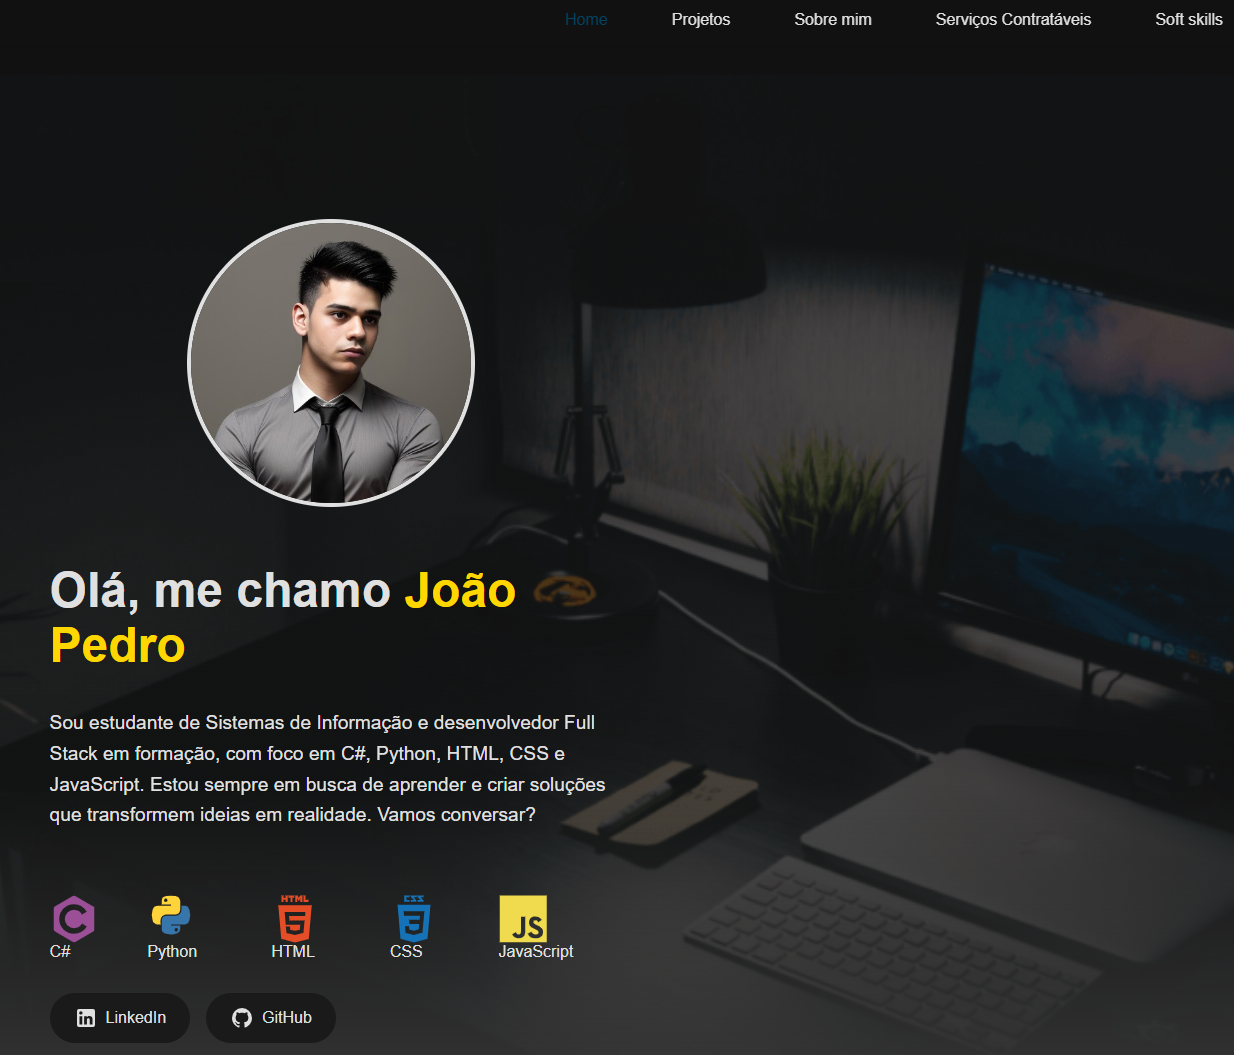 Home Projetos Sobre mim Serviços Contratáveis Soft skills
Olá, me chamo João
Pedro
Sou estudante de Sistemas de Informação e desenvolvedor Full
Stack em formação, com foco em C#, Python, HTML, CSS e
JavaScript. Estou sempre em busca de aprender e criar soluções
que transformem ideias em realidade. Vamos conversar?
HTML CSS JS
C# Python HTML CSS JavaScript
LinkedIn GitHub